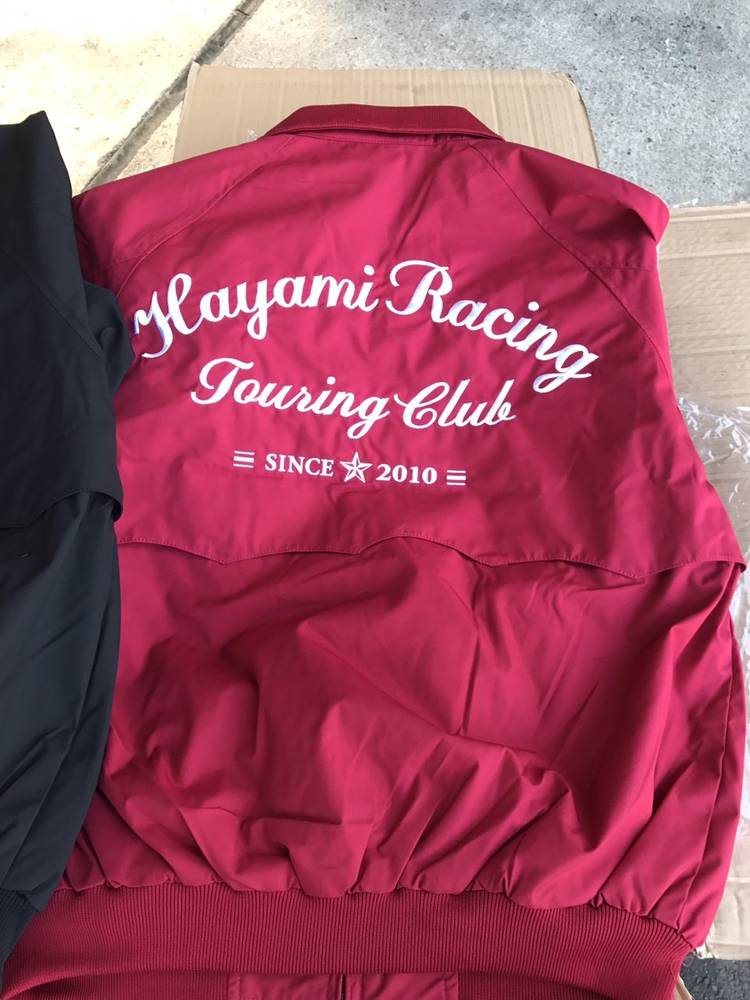 Hayami Racing
Touring Club
SINCE 2010